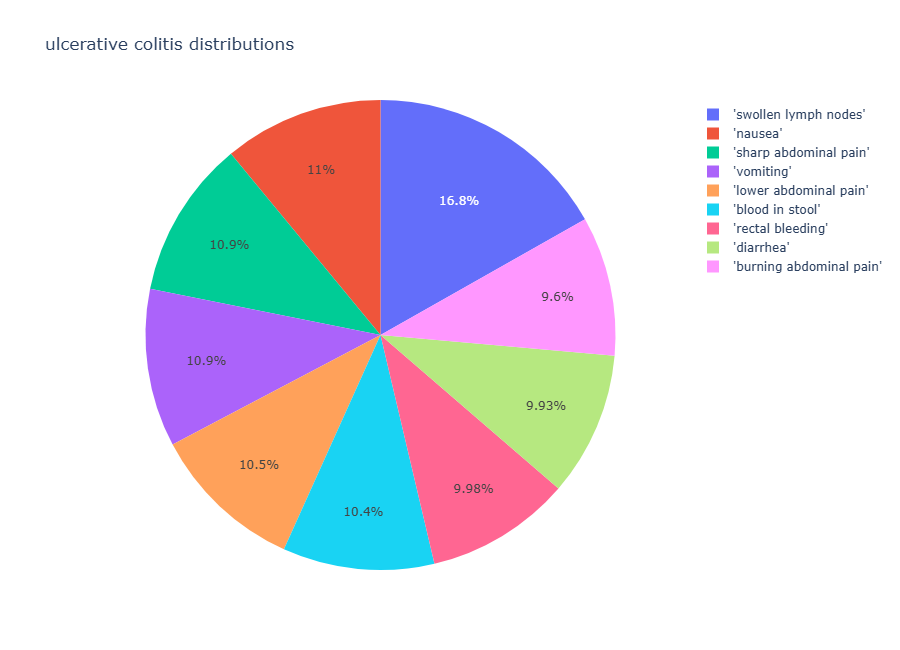 ulcerative colitis distributions
16.8%
11%
10.9%
10.9%
10.5%
10.4%
9.98%
9.93%
9.6%
'swollen lymph nodes'
'nausea'
'sharp abdominal pain'
'vomiting'
'lower abdominal pain'
'blood in stool'
'rectal bleeding'
'diarrhea'
'burning abdominal pain'